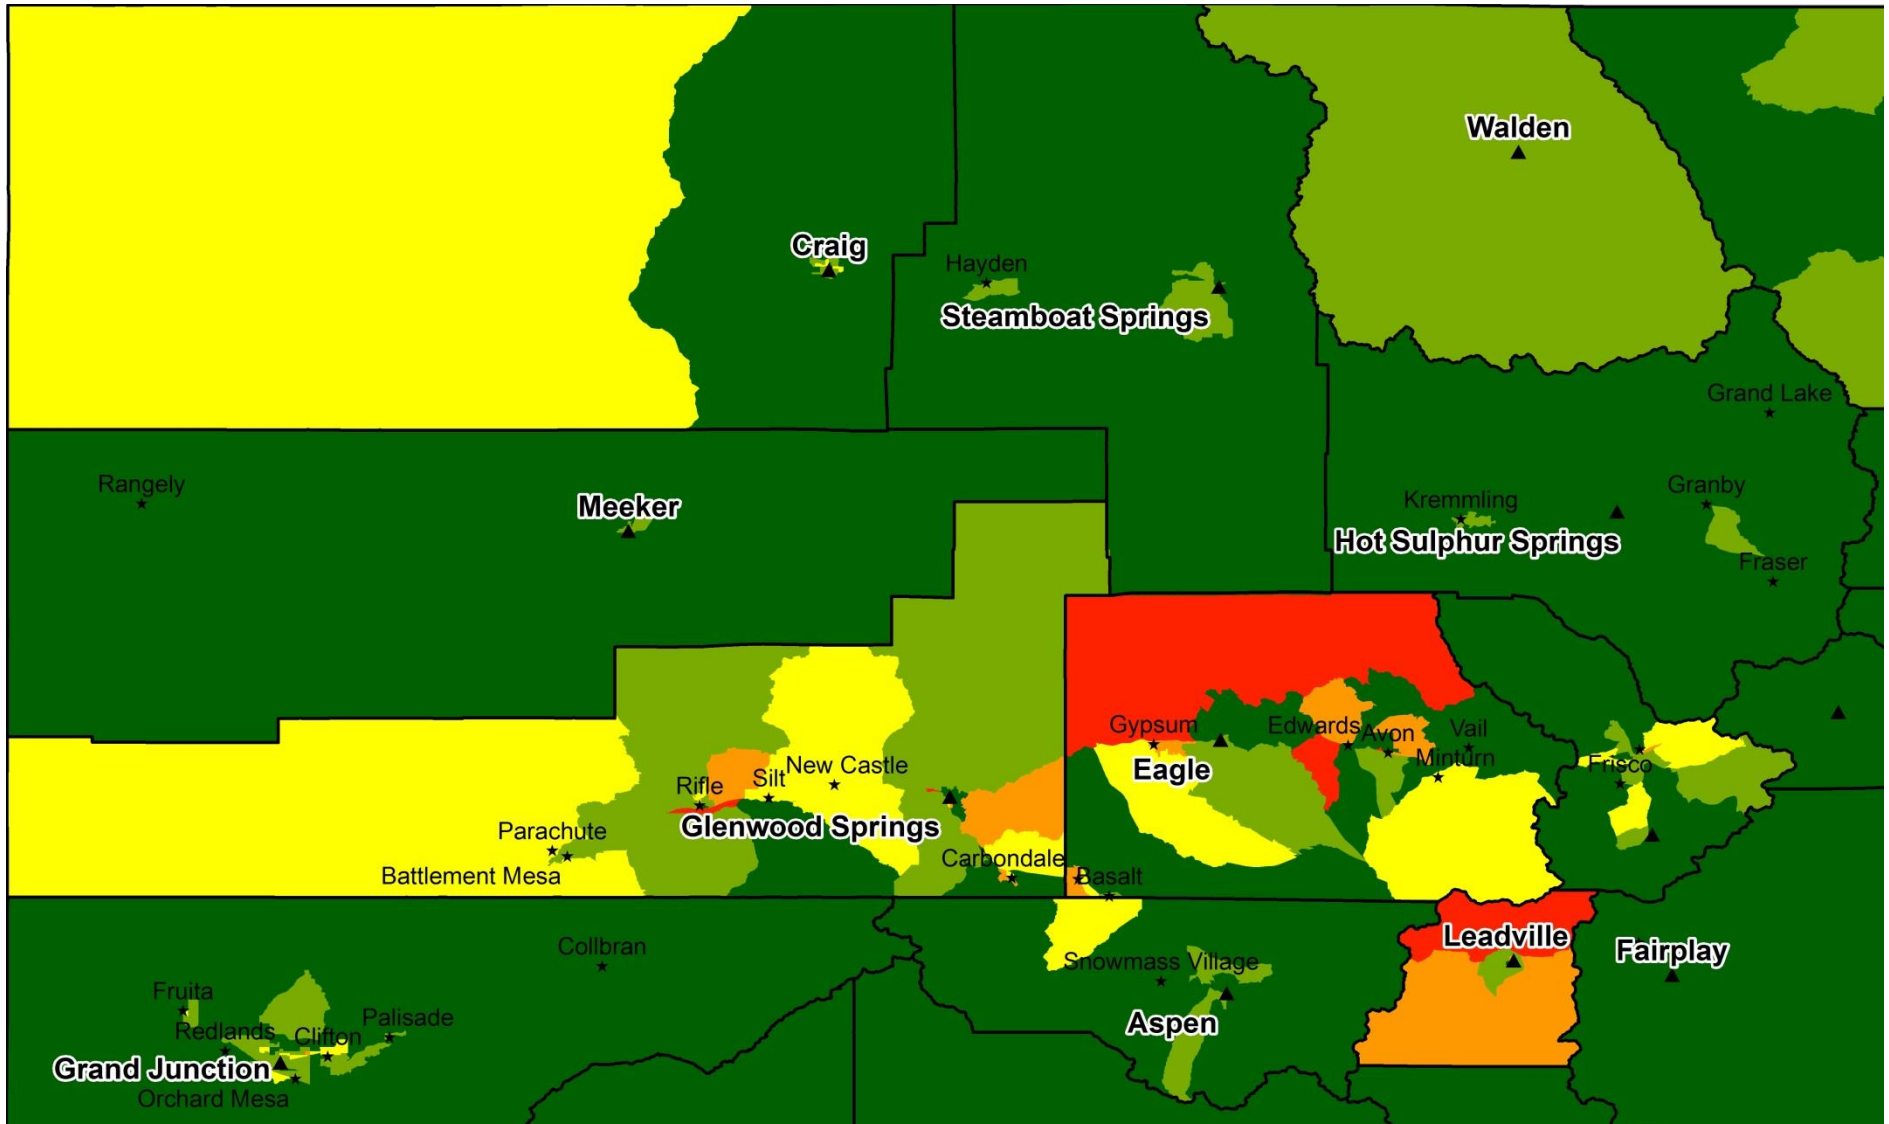 Walden
Craig
Hayden
Steamboat Springs
Grand Lake
Rangely
Meeker
Kremmling
Granby
Hot Sulphur Springs
Fraser
Gypsum
Edwards
Avon
Vail
Minturn
Eagle
Frisco
Rifle
Silt
New Castle
Parachute
Glenwood Springs
Battlement Mesa
Carbondale
Basalt
Collbran
Leadville
Fairplay
Snowmass Village
Aspen
Fruita
Redlands
Clifton
Palisade
Grand Junction
Orchard Mesa